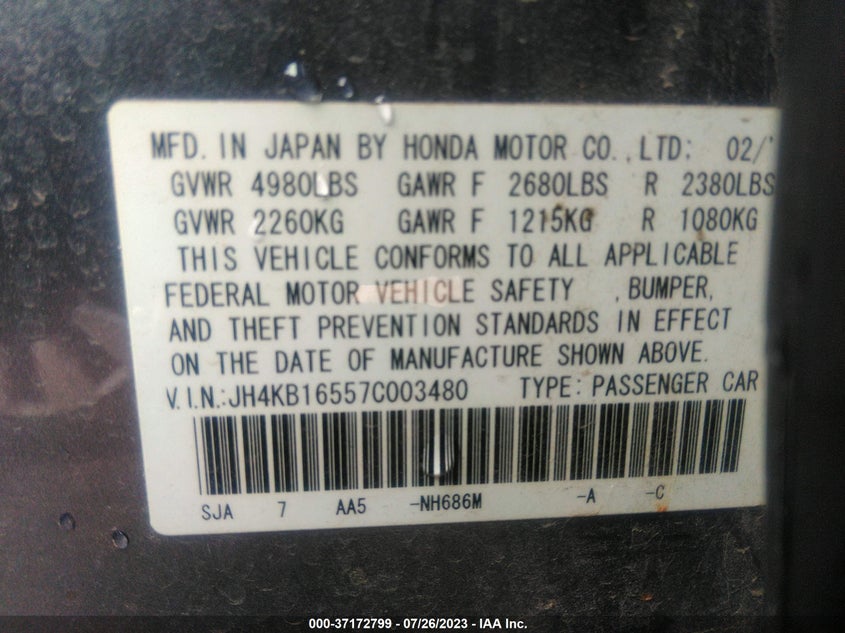 MFD. IN JAPAN BY HONDA MOTOR CO.,LTD: 02/
GVWR 4980LBS GAWR F 2680LBS R 2380LBS
GVWR 2260KG GAWR F 1215KG R 1080KG
THIS VEHICLE CONFORMS TO ALL APPLICABLE
FEDERAL MOTOR VEHICLE SAFETY , BUMPER,
AND THEFT PREVENTION STANDARDS IN EFFECT
ON THE DATE OF MANUFACTURE SHOWN ABOVE.
V.I.N.:JH4KB16557C003480 TYPE: PASSENGER CAR
SJA 7 AA5 -NH686M -A -C
000-37172799 - 07/26/2023 - IAA Inc.